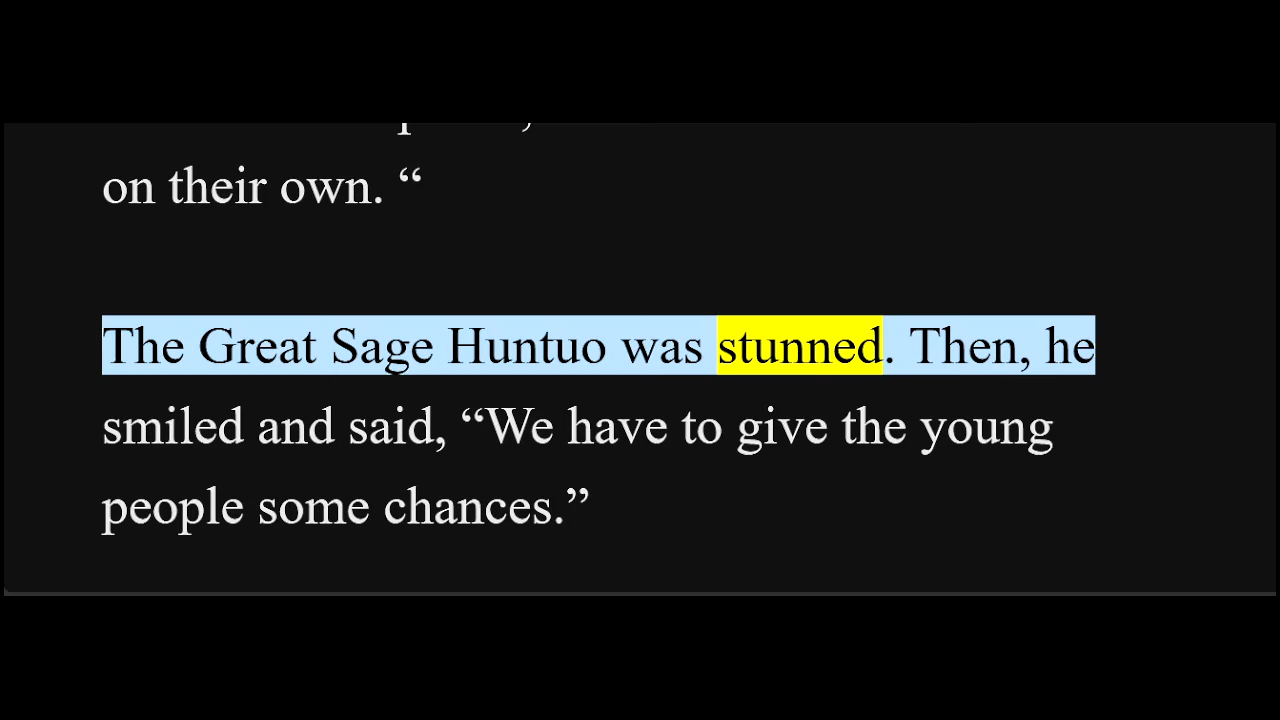 on their own. “
The Great Sage Huntuo was stunned. Then, he
smiled and said, “We have to give the young
people some chances.”